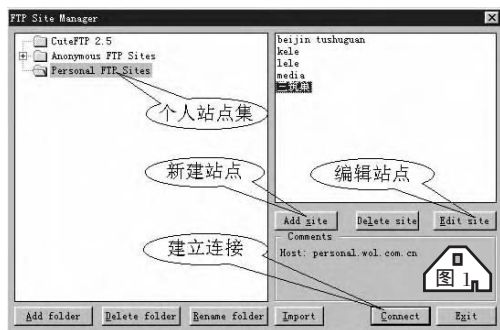 FTP Site Manager
CuteFTP 2.5
Anonymous FTP Sites
Personal FTP Sites
beijin tushuguan
kele
lele
media
个人站点集
新建站点
编辑站点
Add site
Delete site
Edit site
Comments
Host: personal.wol.com.cn
建立连接
图 1
Add folder
Delete folder
Rename folder
Import
Connect
Exit